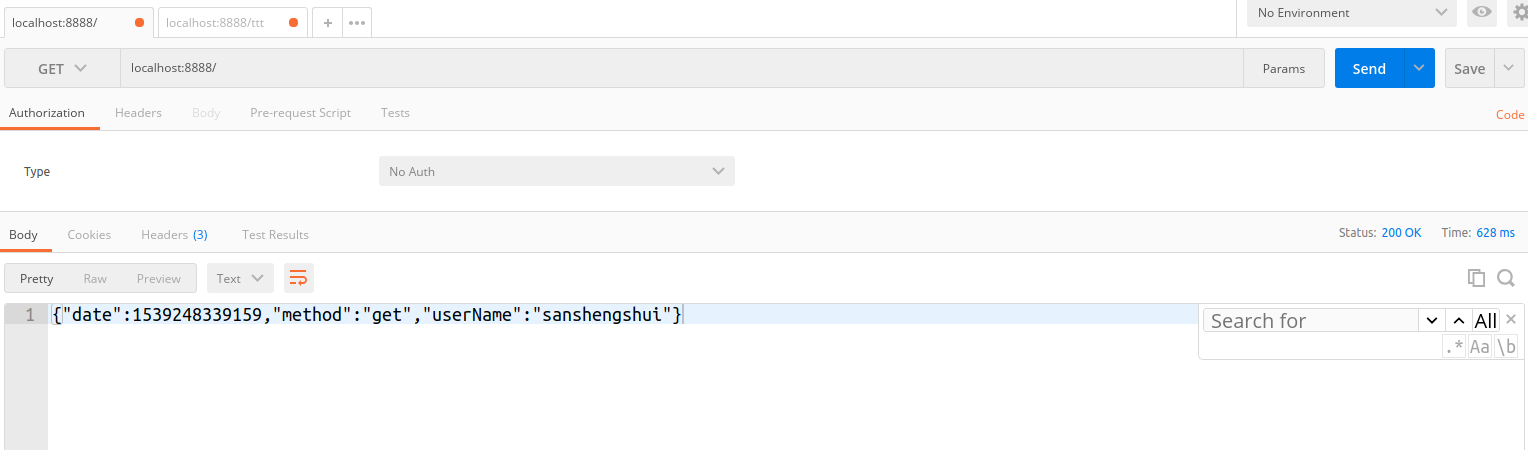 localhost:8888/ localhost:8888/ttt + ••• No Environment
GET localhost:8888/ Params Send Save
Authorization Headers Body Pre-request Script Tests Code
Type No Auth
Body Cookies Headers (3) Test Results Status: 200 OK Time: 628 ms
Pretty Raw Preview Text
1 {"date":1539248339159,"method":"get","userName":"sanshengshui"}
Search for All ×
.* Aa \b